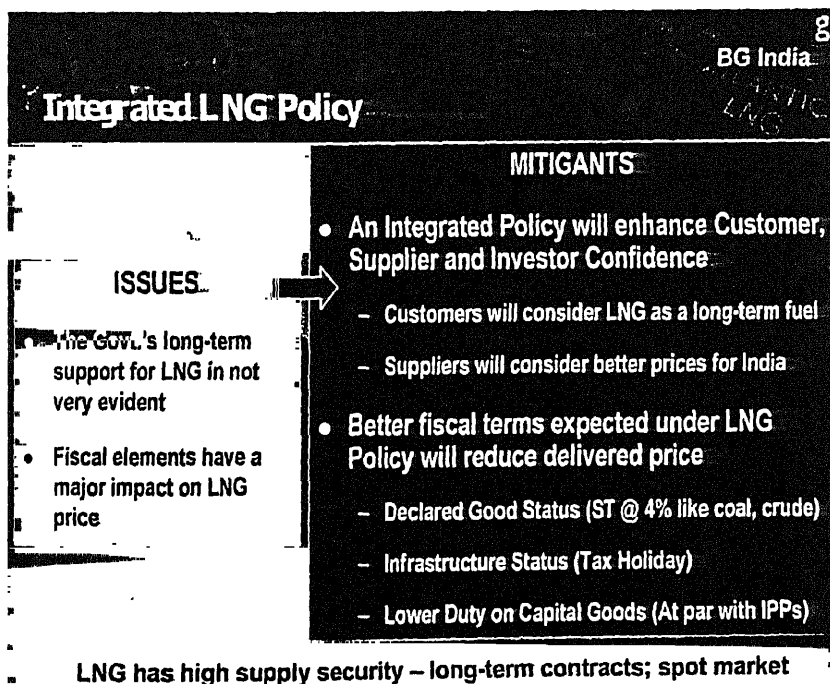 g
BG India
Integrated LNG Policy
ISSUES
• The Govt.'s long-term
support for LNG in not
very evident
• Fiscal elements have a
major impact on LNG
price
MITIGANTS
• An Integrated Policy will enhance Customer,
Supplier and Investor Confidence
– Customers will consider LNG as a long-term fuel
– Suppliers will consider better prices for India
• Better fiscal terms expected under LNG
Policy will reduce delivered price
– Declared Good Status (ST @ 4% like coal, crude)
– Infrastructure Status (Tax Holiday)
– Lower Duty on Capital Goods (At par with IPPs)
LNG has high supply security – long-term contracts; spot market